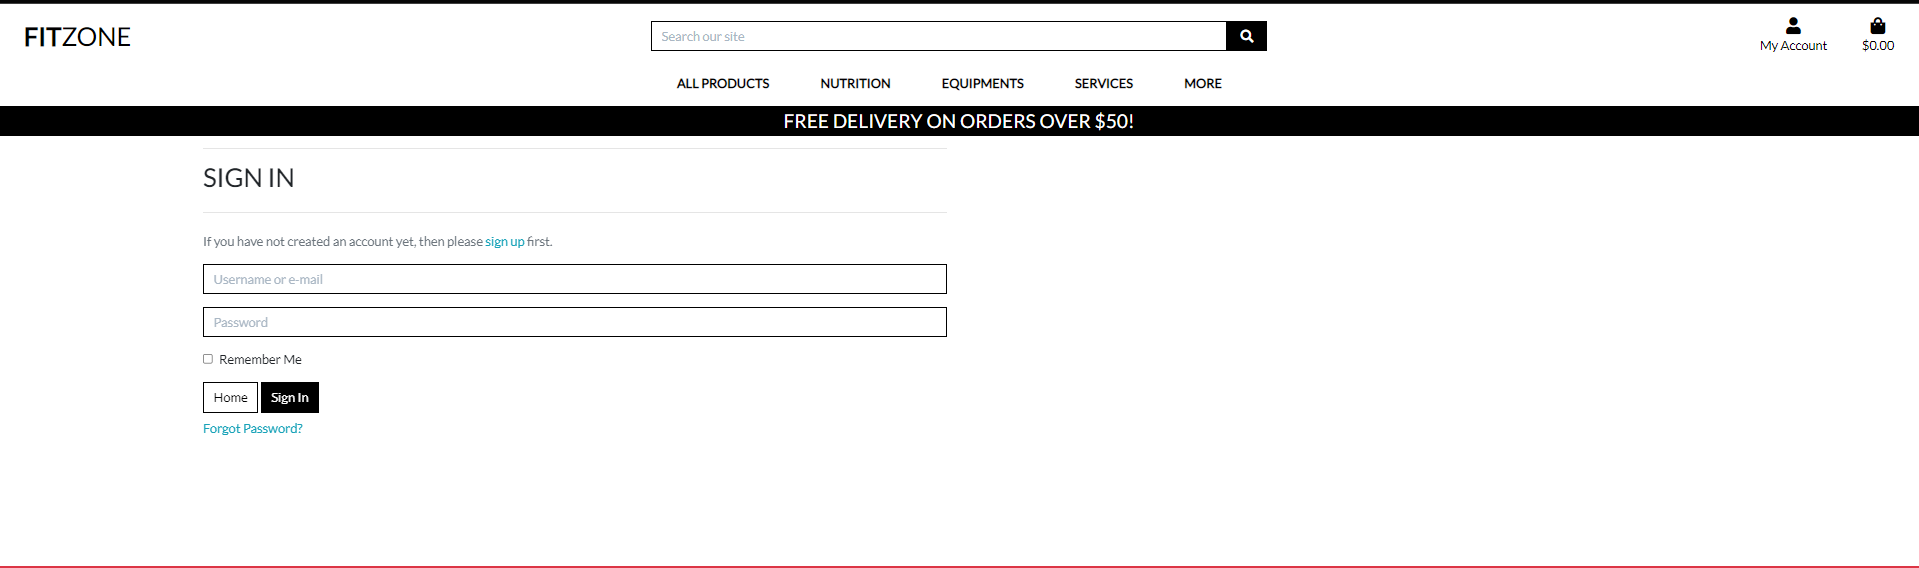 FITZONE
Search our site
My Account
$0.00
ALL PRODUCTS NUTRITION EQUIPMENTS SERVICES MORE
FREE DELIVERY ON ORDERS OVER $50!
SIGN IN
If you have not created an account yet, then please sign up first.
Username or e-mail
Password
Remember Me
Home Sign In
Forgot Password?